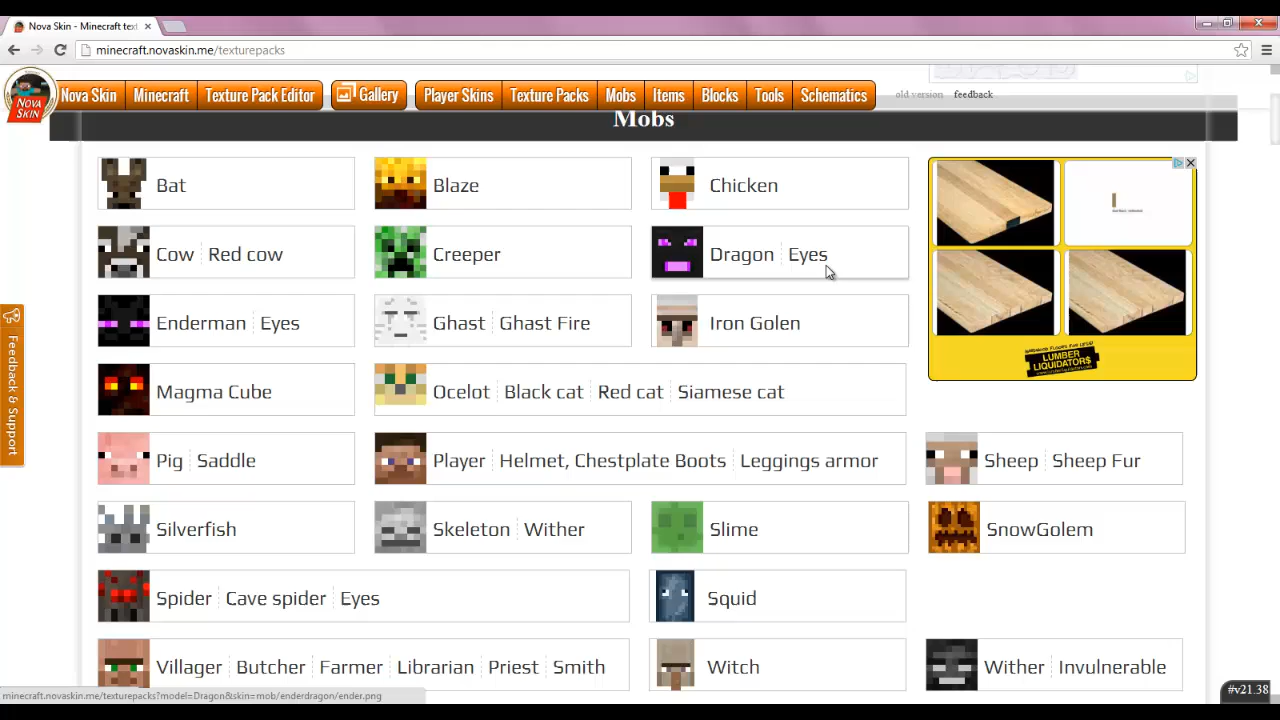 Nova Skin - Minecraft tex
minecraft.novaskin.me/texturepacks
NOVA SKIN
Nova Skin Minecraft Texture Pack Editor Gallery Player Skins Texture Packs Mobs Items Blocks Tools Schematics
old version feedback
Mobs
Bat Blaze Chicken
Cow Red cow Creeper Dragon Eyes
Enderman Eyes Ghast Ghast Fire Iron Golen
LUMBER
LIQUIDATORS
Magma Cube Ocelot Black cat Red cat Siamese cat
Feedback & Support
Pig Saddle Player Helmet, Chestplate Boots Leggings armor Sheep Sheep Fur
Silverfish Skeleton Wither Slime SnowGolem
Spider Cave spider Eyes Squid
Villager Butcher Farmer Librarian Priest Smith Witch Wither Invulnerable
minecraft.novaskin.me/texturepacks?model=Dragon&skin=mob/enderdragon/ender.png
#v21.38